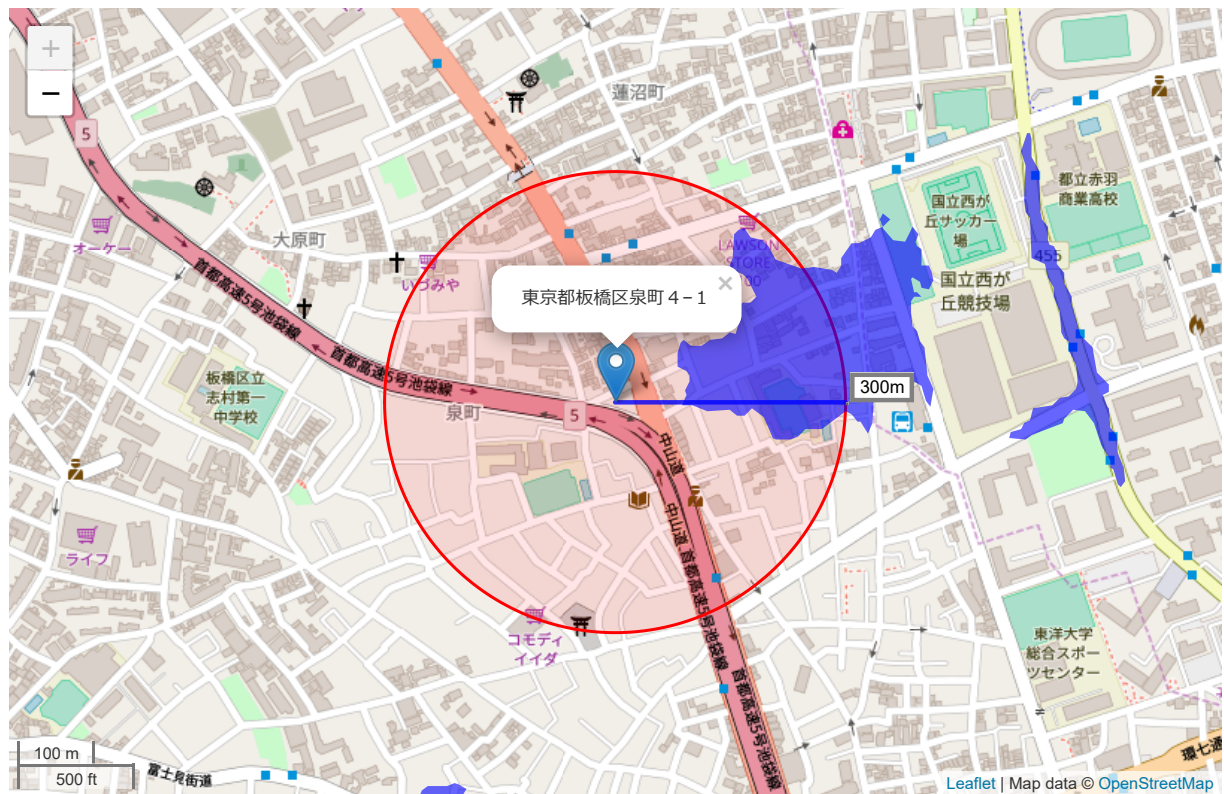 +
−
5
蓮沼町
オーケー
大原町
いづみや
LAWSON
STORE
100
都立赤羽
商業高校
国立西が
丘サッカー
場
国立西が
丘競技場
455
首都高速5号池袋線
首都高速5号池袋線
×
東京都板橋区泉町４−１
300m
板橋区立
志村第一
中学校
泉町
5
中山道
中山道
首都高速5号池袋線
首都高速5号池袋線
ライフ
コモディ
イイダ
東洋大学
総合スポー
ツセンター
100 m
500 ft
富士見街道
環七通
Leaflet | Map data © OpenStreetMap